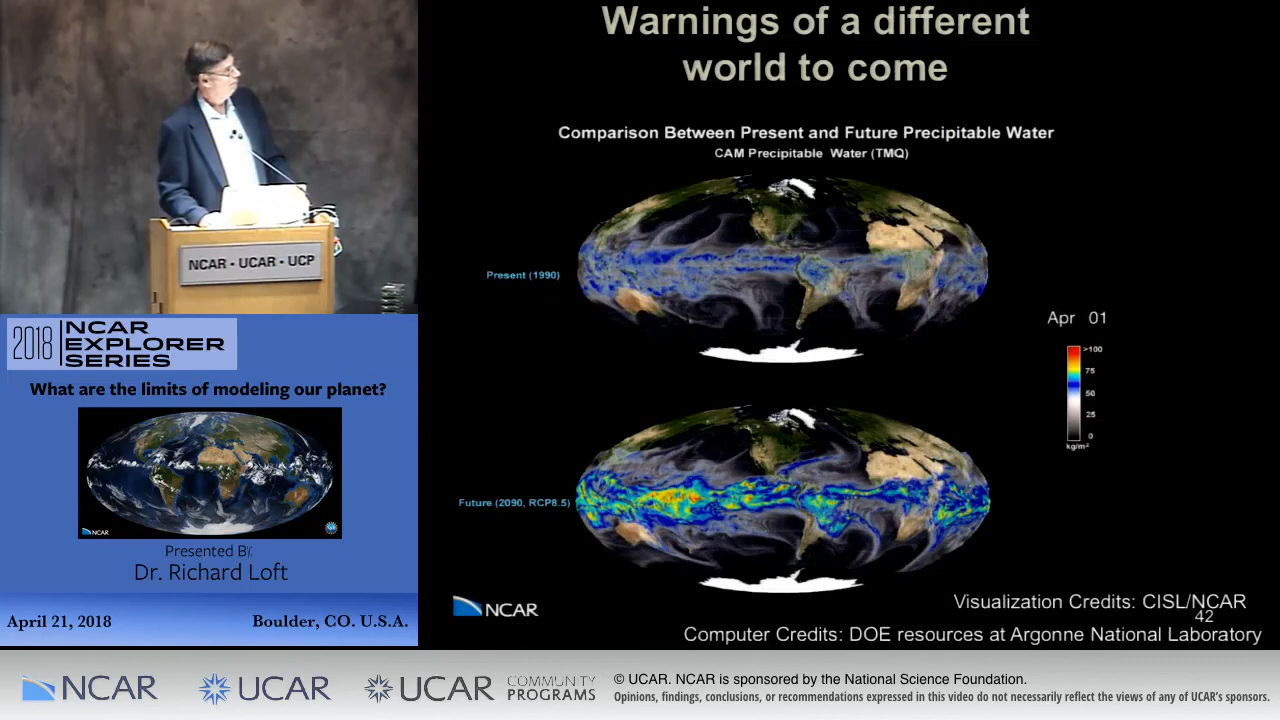 Warnings of a different
world to come
Comparison Between Present and Future Precipitable Water
CAM Precipitable Water (TMQ)
Present (1990)
Apr 01
>100
75
50
25
0
kg/m²
Future (2090, RCP8.5)
NCAR
Visualization Credits: CISL/NCAR
42
Computer Credits: DOE resources at Argonne National Laboratory
NCAR • UCAR • UCP
2018 NCAR
EXPLORER
SERIES
What are the limits of modeling our planet?
NCAR
Presented By:
Dr. Richard Loft
April 21, 2018 Boulder, CO. U.S.A.
NCAR UCAR UCAR COMMUNITY
PROGRAMS
© UCAR. NCAR is sponsored by the National Science Foundation.
Opinions, findings, conclusions, or recommendations expressed in this video do not necessarily reflect the views of any of UCAR's sponsors.